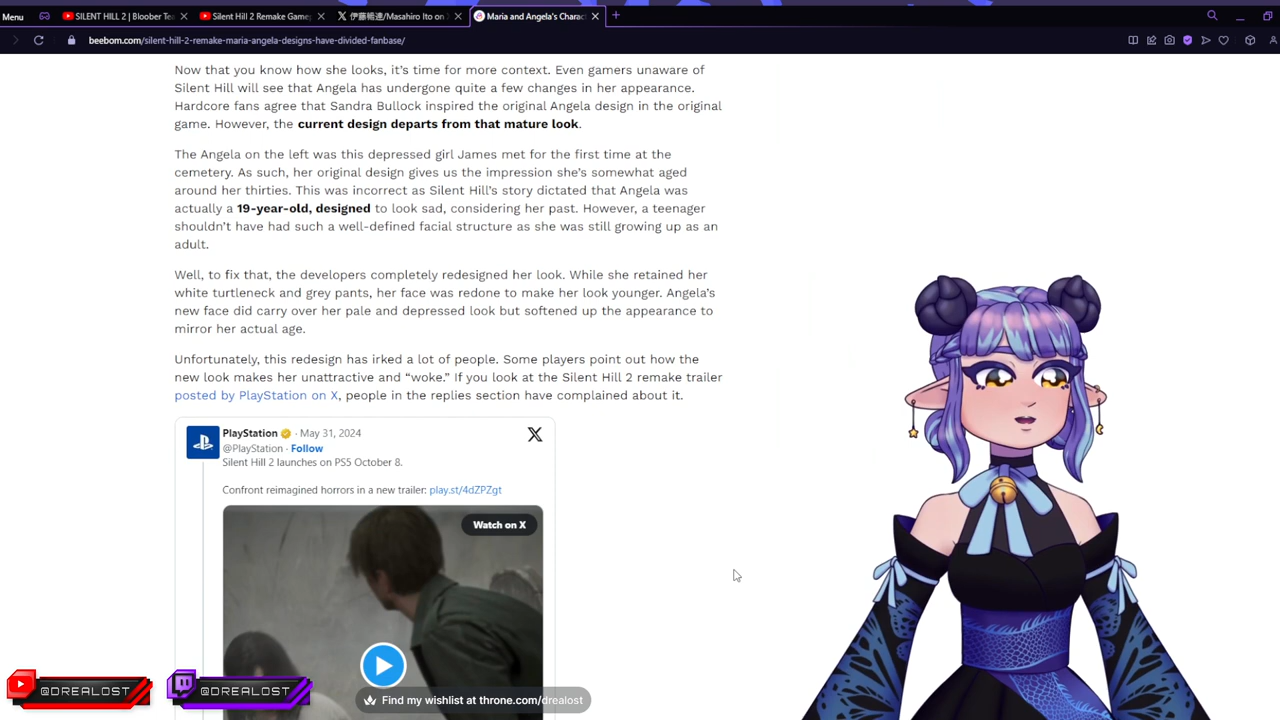 Menu
SILENT HILL 2 | Bloober Tea
Silent Hill 2 Remake Game
伊藤暢達/Masahiro Ito on
Maria and Angela's Charac
beebom.com/silent-hill-2-remake-maria-angela-designs-have-divided-fanbase/
Now that you know how she looks, it's time for more context. Even gamers unaware of
Silent Hill will see that Angela has undergone quite a few changes in her appearance.
Hardcore fans agree that Sandra Bullock inspired the original Angela design in the original
game. However, the current design departs from that mature look.
The Angela on the left was this depressed girl James met for the first time at the
cemetery. As such, her original design gives us the impression she's somewhat aged
around her thirties. This was incorrect as Silent Hill's story dictated that Angela was
actually a 19-year-old, designed to look sad, considering her past. However, a teenager
shouldn't have had such a well-defined facial structure as she was still growing up as an
adult.
Well, to fix that, the developers completely redesigned her look. While she retained her
white turtleneck and grey pants, her face was redone to make her look younger. Angela's
new face did carry over her pale and depressed look but softened up the appearance to
mirror her actual age.
Unfortunately, this redesign has irked a lot of people. Some players point out how the
new look makes her unattractive and “woke.” If you look at the Silent Hill 2 remake trailer
posted by PlayStation on X, people in the replies section have complained about it.
PlayStation · May 31, 2024
@PlayStation · Follow
Silent Hill 2 launches on PS5 October 8.
Confront reimagined horrors in a new trailer: play.st/4dZPZgt
Watch on X
@DREALOST
@DREALOST
Find my wishlist at throne.com/drealost